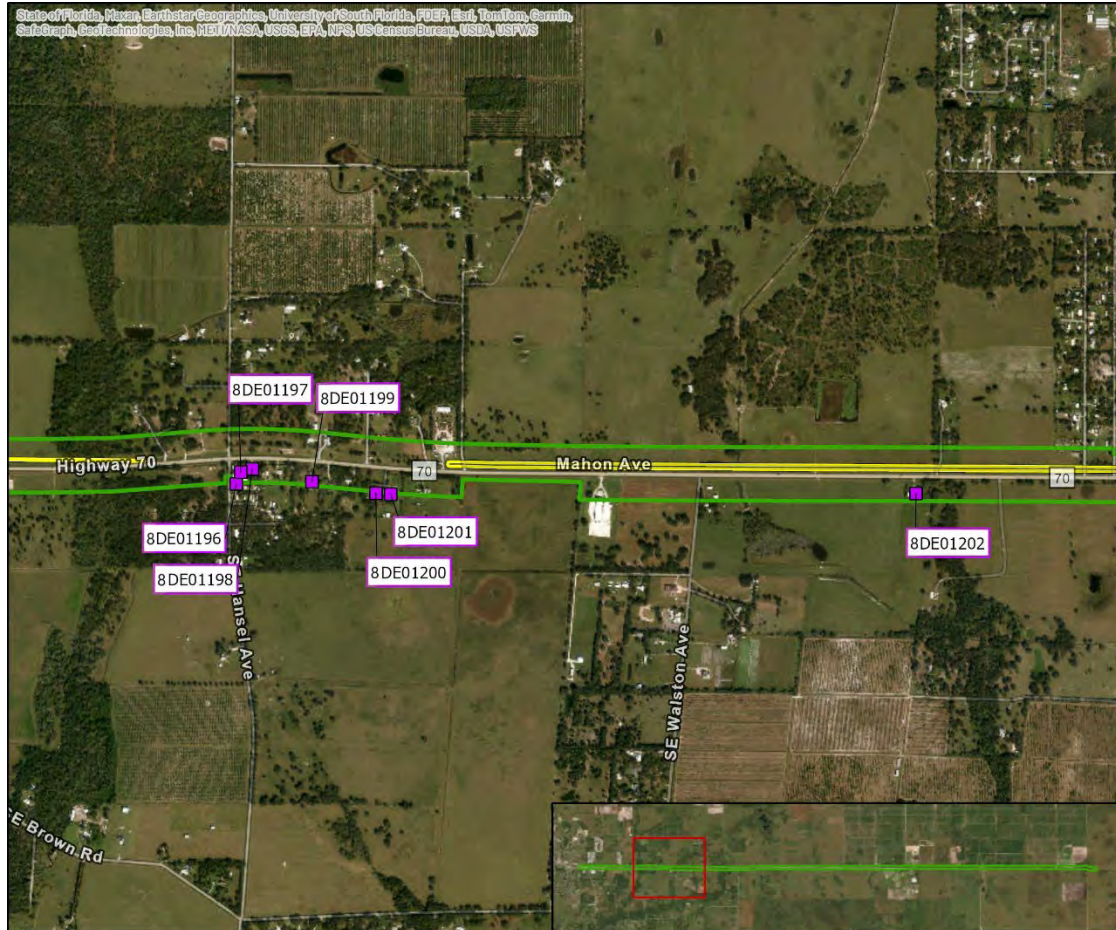 State of Florida, Maxar, Earthstar Geographics, University of South Florida, FDEP, Esri, TomTom, Garmin,
SafeGraph, GeoTechnologies, Inc, METI/NASA, USGS, EPA, NPS, US Census Bureau, USDA, USFWS
8DE01197
8DE01199
Highway 70
70
Mahon Ave
70
8DE01196
8DE01201
8DE01202
8DE01198
8DE01200
Hansel Ave
SE Walston Ave
Brown Rd